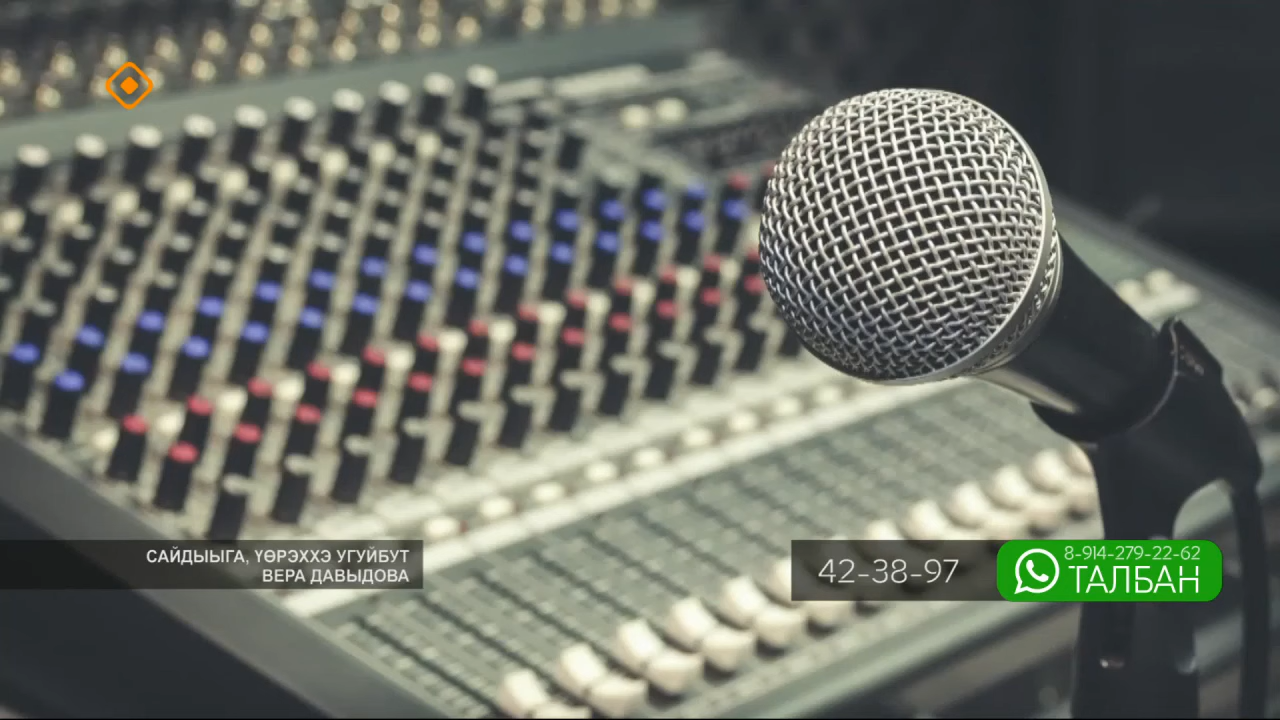 САЙДЫЫГА, ҮӨРЭХХЭ УГУЙБУТ
ВЕРА ДАВЫДОВА
42-38-97
8-914-279-22-62
ТАЛБАН